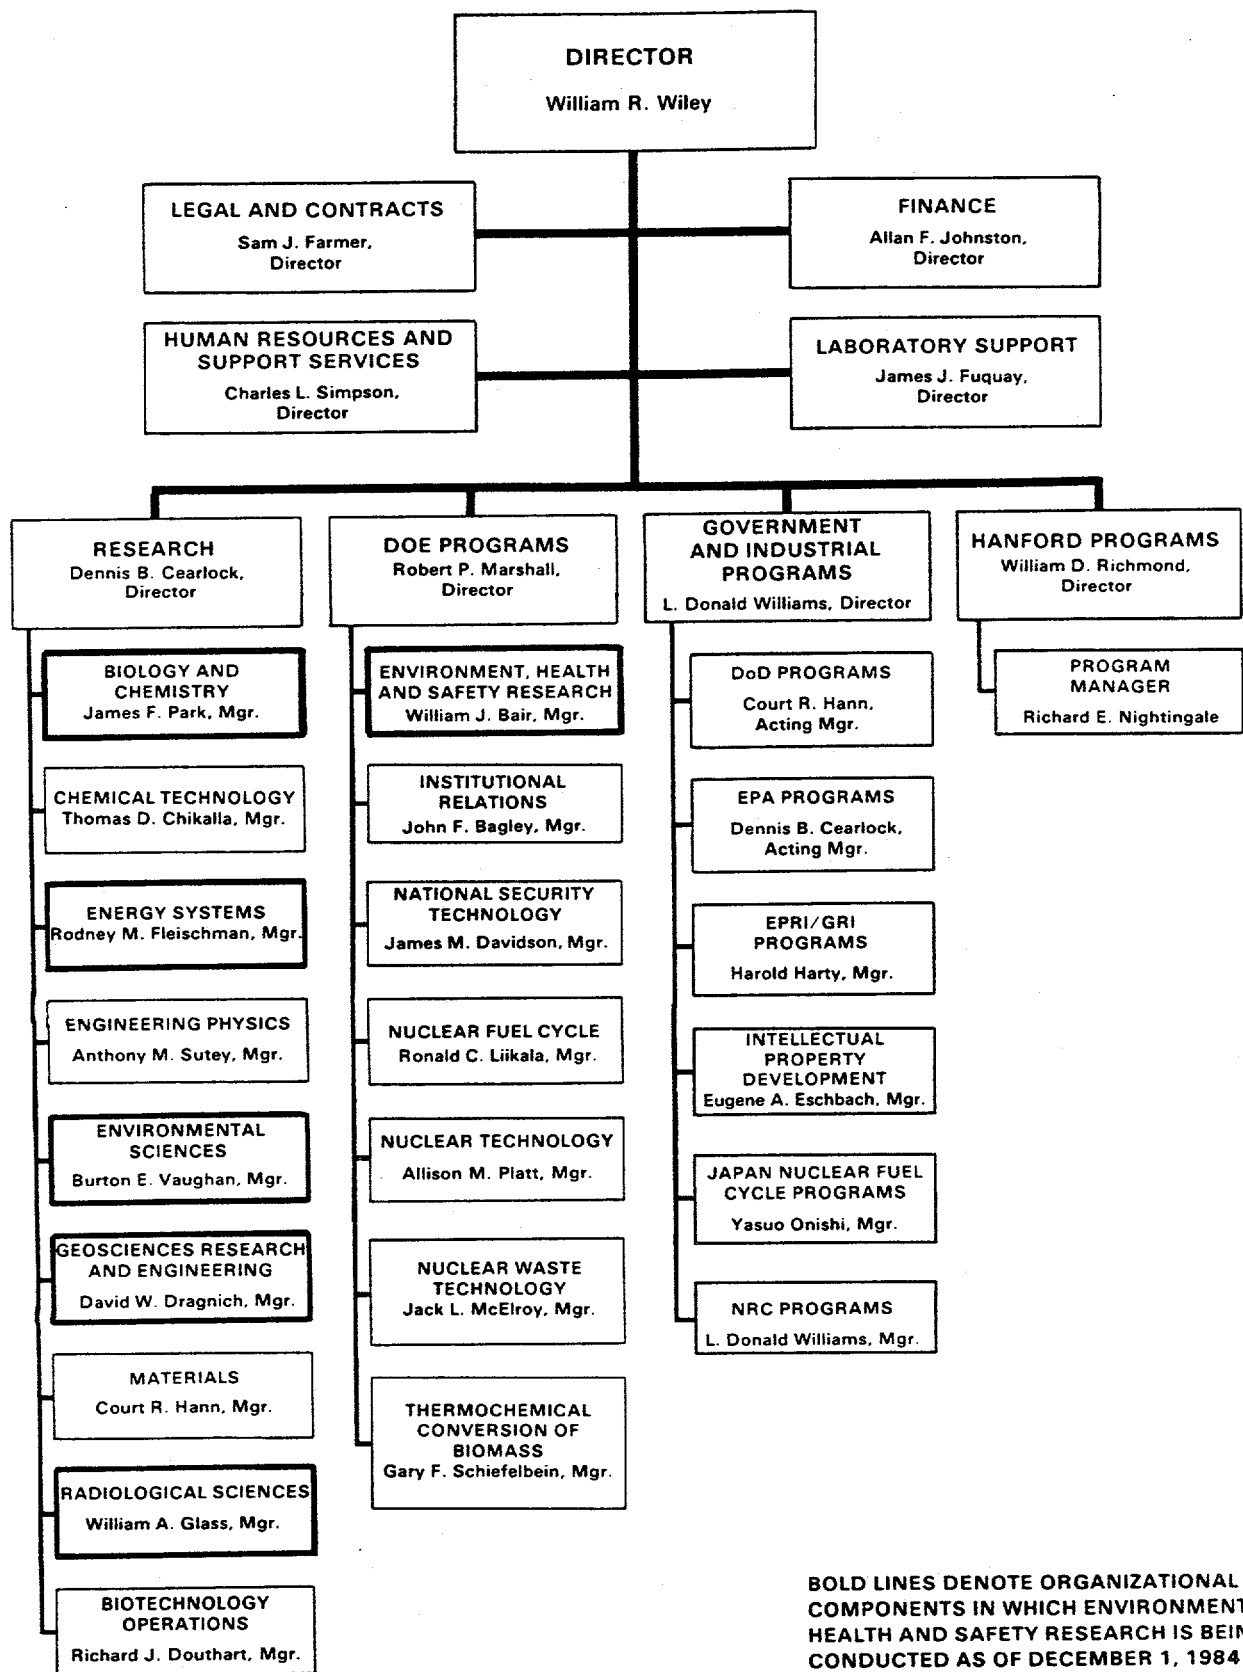 DIRECTOR
William R. Wiley
LEGAL AND CONTRACTS
Sam J. Farmer,
Director
FINANCE
Allan F. Johnston,
Director
HUMAN RESOURCES AND
SUPPORT SERVICES
Charles L. Simpson,
Director
LABORATORY SUPPORT
James J. Fuquay,
Director
RESEARCH
Dennis B. Cearlock,
Director
BIOLOGY AND
CHEMISTRY
James F. Park, Mgr.
CHEMICAL TECHNOLOGY
Thomas D. Chikalla, Mgr.
ENERGY SYSTEMS
Rodney M. Fleischman, Mgr.
ENGINEERING PHYSICS
Anthony M. Sutey, Mgr.
ENVIRONMENTAL
SCIENCES
Burton E. Vaughan, Mgr.
GEOSCIENCES RESEARCH
AND ENGINEERING
David W. Dragnich, Mgr.
MATERIALS
Court R. Hann, Mgr.
RADIOLOGICAL SCIENCES
William A. Glass, Mgr.
BIOTECHNOLOGY
OPERATIONS
Richard J. Douthart, Mgr.
DOE PROGRAMS
Robert P. Marshall,
Director
ENVIRONMENT, HEALTH
AND SAFETY RESEARCH
William J. Bair, Mgr.
INSTITUTIONAL
RELATIONS
John F. Bagley, Mgr.
NATIONAL SECURITY
TECHNOLOGY
James M. Davidson, Mgr.
NUCLEAR FUEL CYCLE
Ronald C. Liikala, Mgr.
NUCLEAR TECHNOLOGY
Allison M. Platt, Mgr.
NUCLEAR WASTE
TECHNOLOGY
Jack L. McElroy, Mgr.
THERMOCHEMICAL
CONVERSION OF
BIOMASS
Gary F. Schiefelbein, Mgr.
GOVERNMENT
AND INDUSTRIAL
PROGRAMS
L. Donald Williams, Director
DoD PROGRAMS
Court R. Hann,
Acting Mgr.
EPA PROGRAMS
Dennis B. Cearlock,
Acting Mgr.
EPRI/GRI
PROGRAMS
Harold Harty, Mgr.
INTELLECTUAL
PROPERTY
DEVELOPMENT
Eugene A. Eschbach, Mgr.
JAPAN NUCLEAR FUEL
CYCLE PROGRAMS
Yasuo Onishi, Mgr.
NRC PROGRAMS
L. Donald Williams, Mgr.
HANFORD PROGRAMS
William D. Richmond,
Director
PROGRAM
MANAGER
Richard E. Nightingale
BOLD LINES DENOTE ORGANIZATIONAL
COMPONENTS IN WHICH ENVIRONMENT
HEALTH AND SAFETY RESEARCH IS BEIN
CONDUCTED AS OF DECEMBER 1, 1984